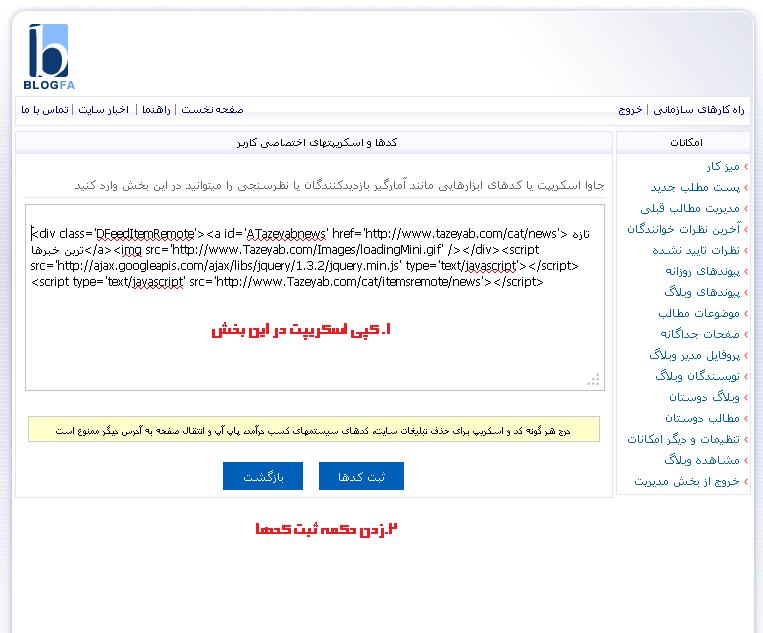 BLOGFA
راه کارهای سازمانی | خروج
صفحه نخست | راهنما | اخبار سایت | تماس با ما
امکانات
میز کار
پست مطلب جدید
مدیریت مطالب قبلی
آخرین نظرات خوانندگان
نظرات تایید نشده
پیوندهای روزانه
پیوندهای وبلاگ
موضوعات مطالب
صفحات جداگانه
پروفایل مدیر وبلاگ
نویسندگان وبلاگ
وبلاگ دوستان
مطالب دوستان
تنظیمات و دیگر امکانات
مشاهده وبلاگ
خروج از بخش مدیریت
کدها و اسکریپتهای اختصاصی کاربر
جاوا اسکریپت یا کدهای ابزارهایی مانند آمارگیر بازدیدکنندگان یا نظرسنجی را میتوانید در این بخش وارد کنید
<div class='DFeedItemRemote'><a id='ATazeyabnews' href='http://www.tazeyab.com/cat/news'> تازه
ترین خبرها</a><img src='http://www.Tazeyab.com/Images/loadingMini.gif' /></div><script
src='http://ajax.googleapis.com/ajax/libs/jquery/1.3.2/jquery.min.js' type='text/javascript'></script>
<script type='text/javascript' src='http://www.Tazeyab.com/cat/itemsremote/news'></script>
۱.کپی اسکریپت در این بخش
درج هر گونه کد و اسکریپ برای حذف تبلیغات سایت، کدهای سیستمهای کسب درآمد، پاپ آپ و انتقال صفحه به آدرس دیگر ممنوع است
ثبت کدها
بازگشت
۲.زدن دکمه ثبت کدها